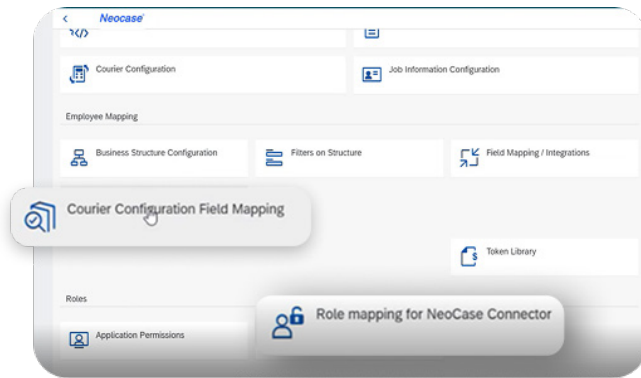 Neocase
Courier Configuration
Job Information Configuration
Employee Mapping
Business Structure Configuration
Filters on Structure
Field Mapping / Integrations
Courier Configuration Field Mapping
Token Library
Roles
Role mapping for NeoCase Connector
Application Permissions